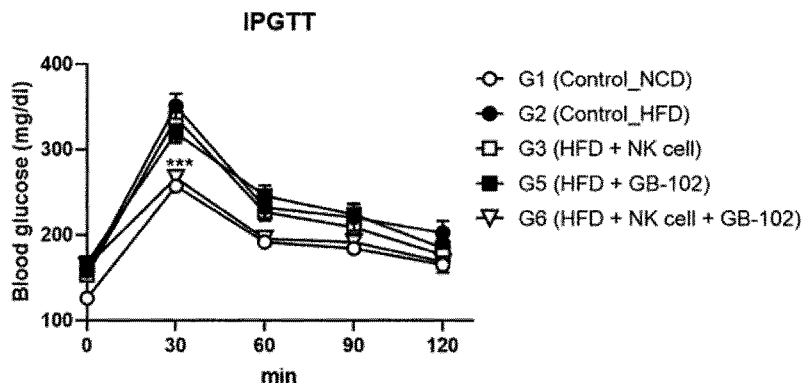 IPGTT
Blood glucose (mg/dl)
400
300
200
100
***
0
30
60
90
120
min
G1 (Control_NCD)
G2 (Control_HFD)
G3 (HFD + NK cell)
G5 (HFD + GB-102)
G6 (HFD + NK cell + GB-102)